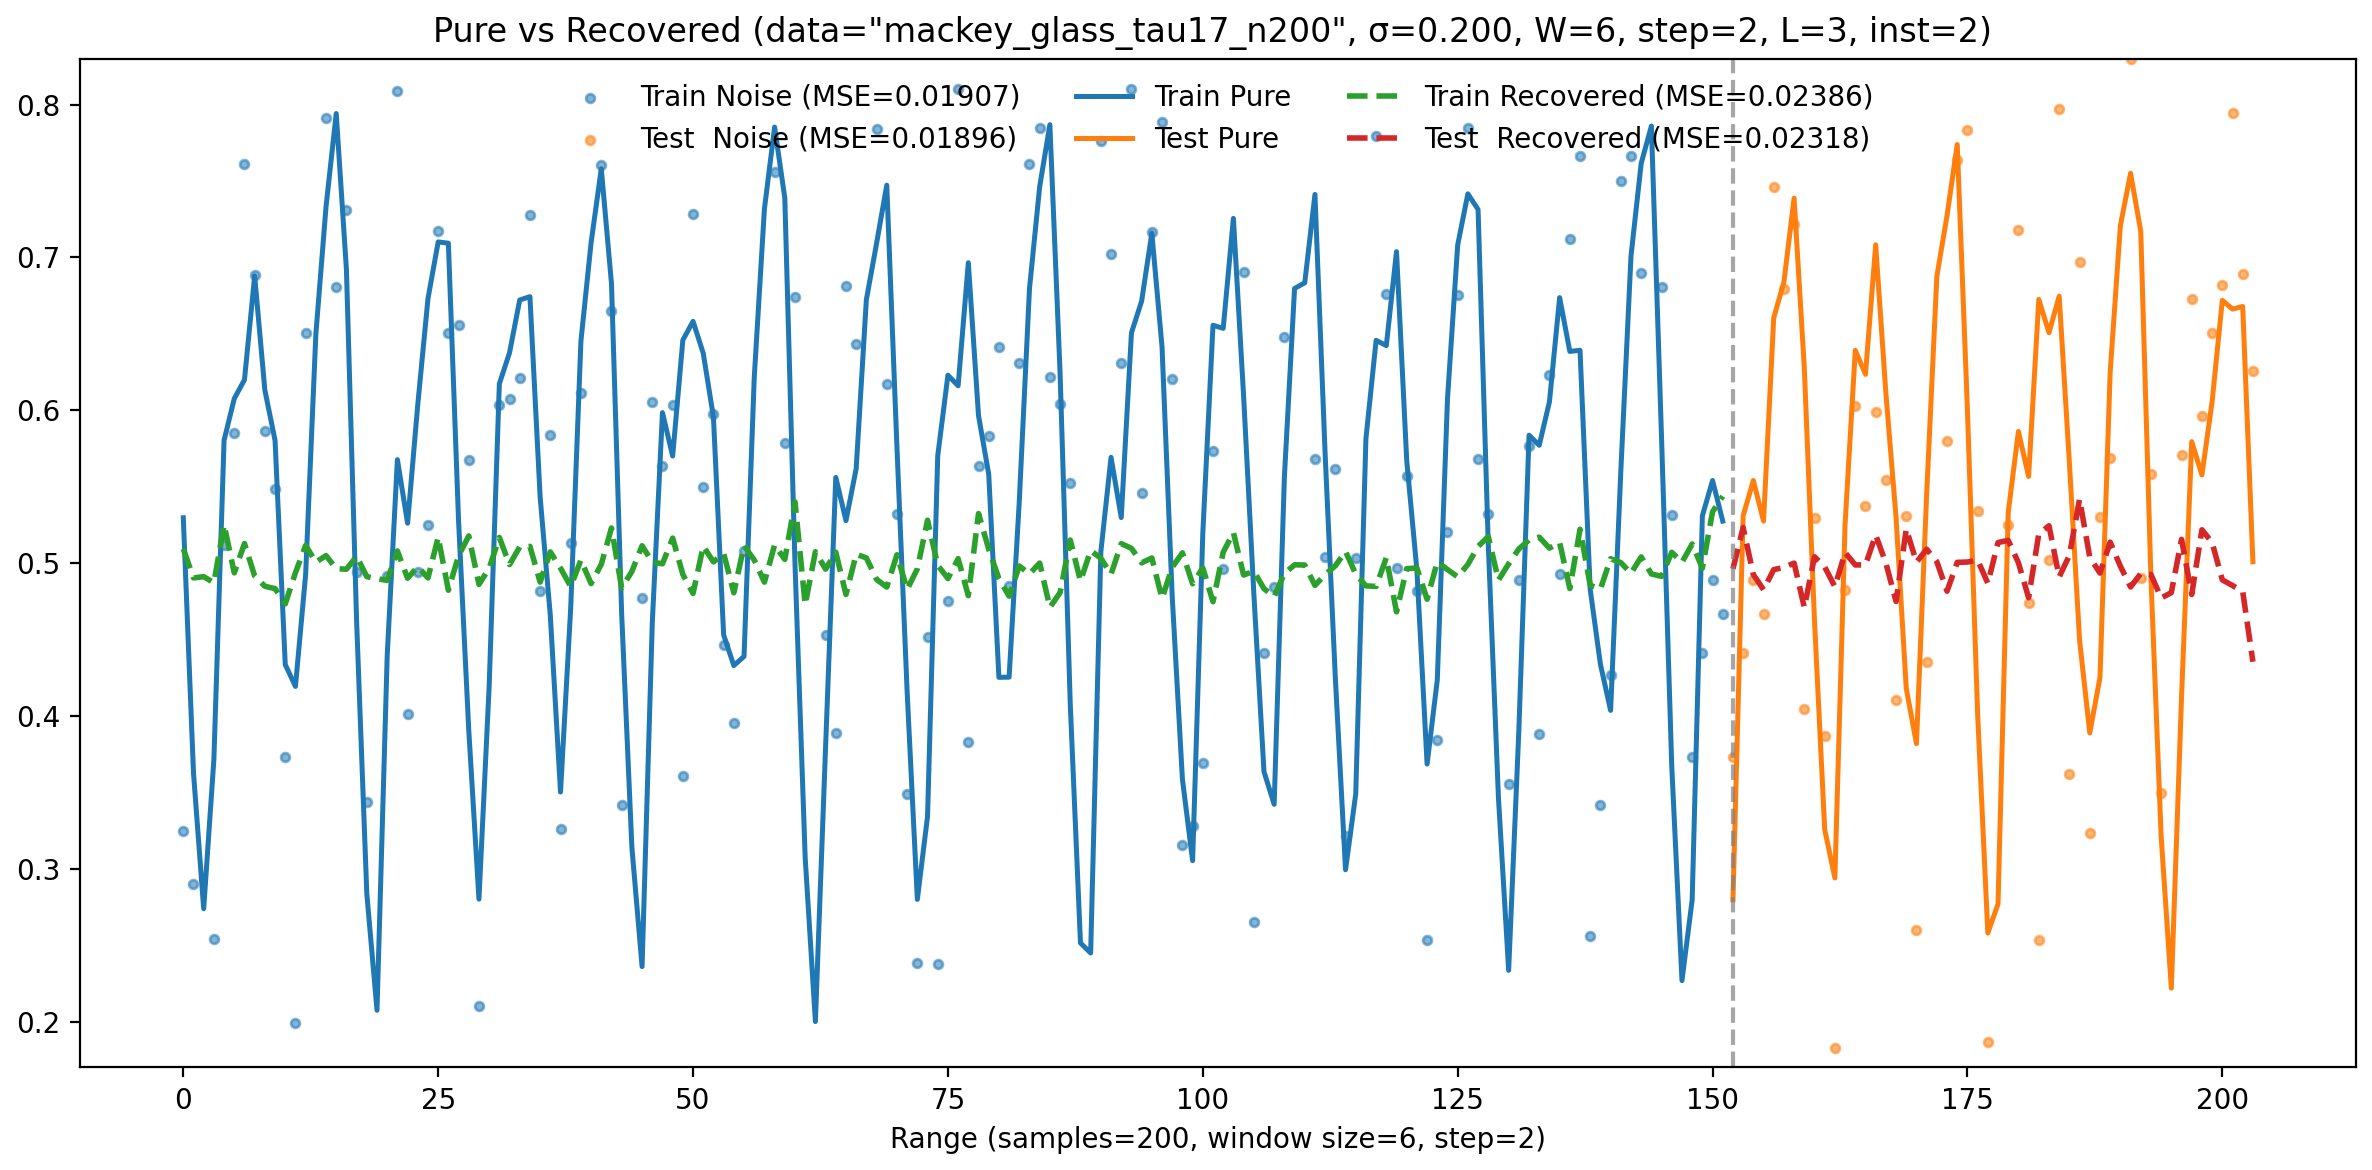 Pure vs Recovered (data="mackey_glass_tau17_n200", σ=0.200, W=6, step=2, L=3, inst=2)
Train Noise (MSE=0.01907)
Test  Noise (MSE=0.01896)
Train Pure
Test Pure
Train Recovered (MSE=0.02386)
Test  Recovered (MSE=0.02318)
0.8
0.7
0.6
0.5
0.4
0.3
0.2
0 25 50 75 100 125 150 175 200
Range (samples=200, window size=6, step=2)